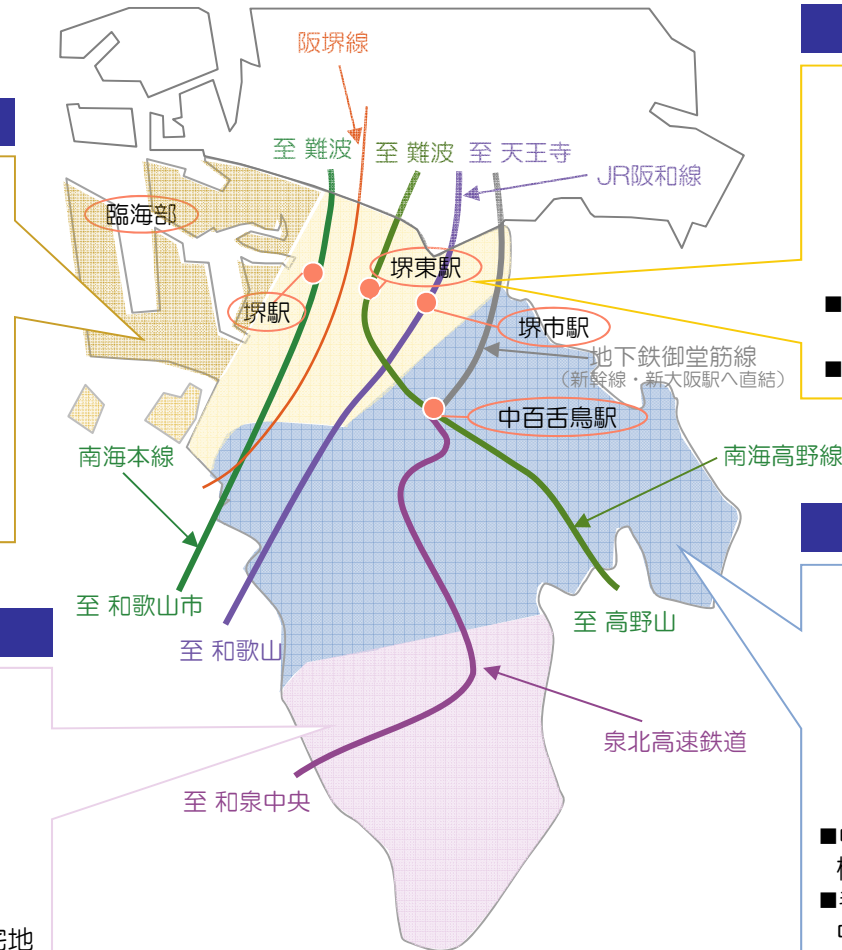 阪堺線
至 難波
至 難波
至 天王寺
JR阪和線
臨海部
堺東駅
堺駅
堺市駅
■
地下鉄御堂筋線
（新幹線・新大阪駅へ直結）
■
中百舌鳥駅
南海本線
南海高野線
至 和歌山市
至 高野山
至 和歌山
泉北高速鉄道
至 和泉中央
■
■
宅地